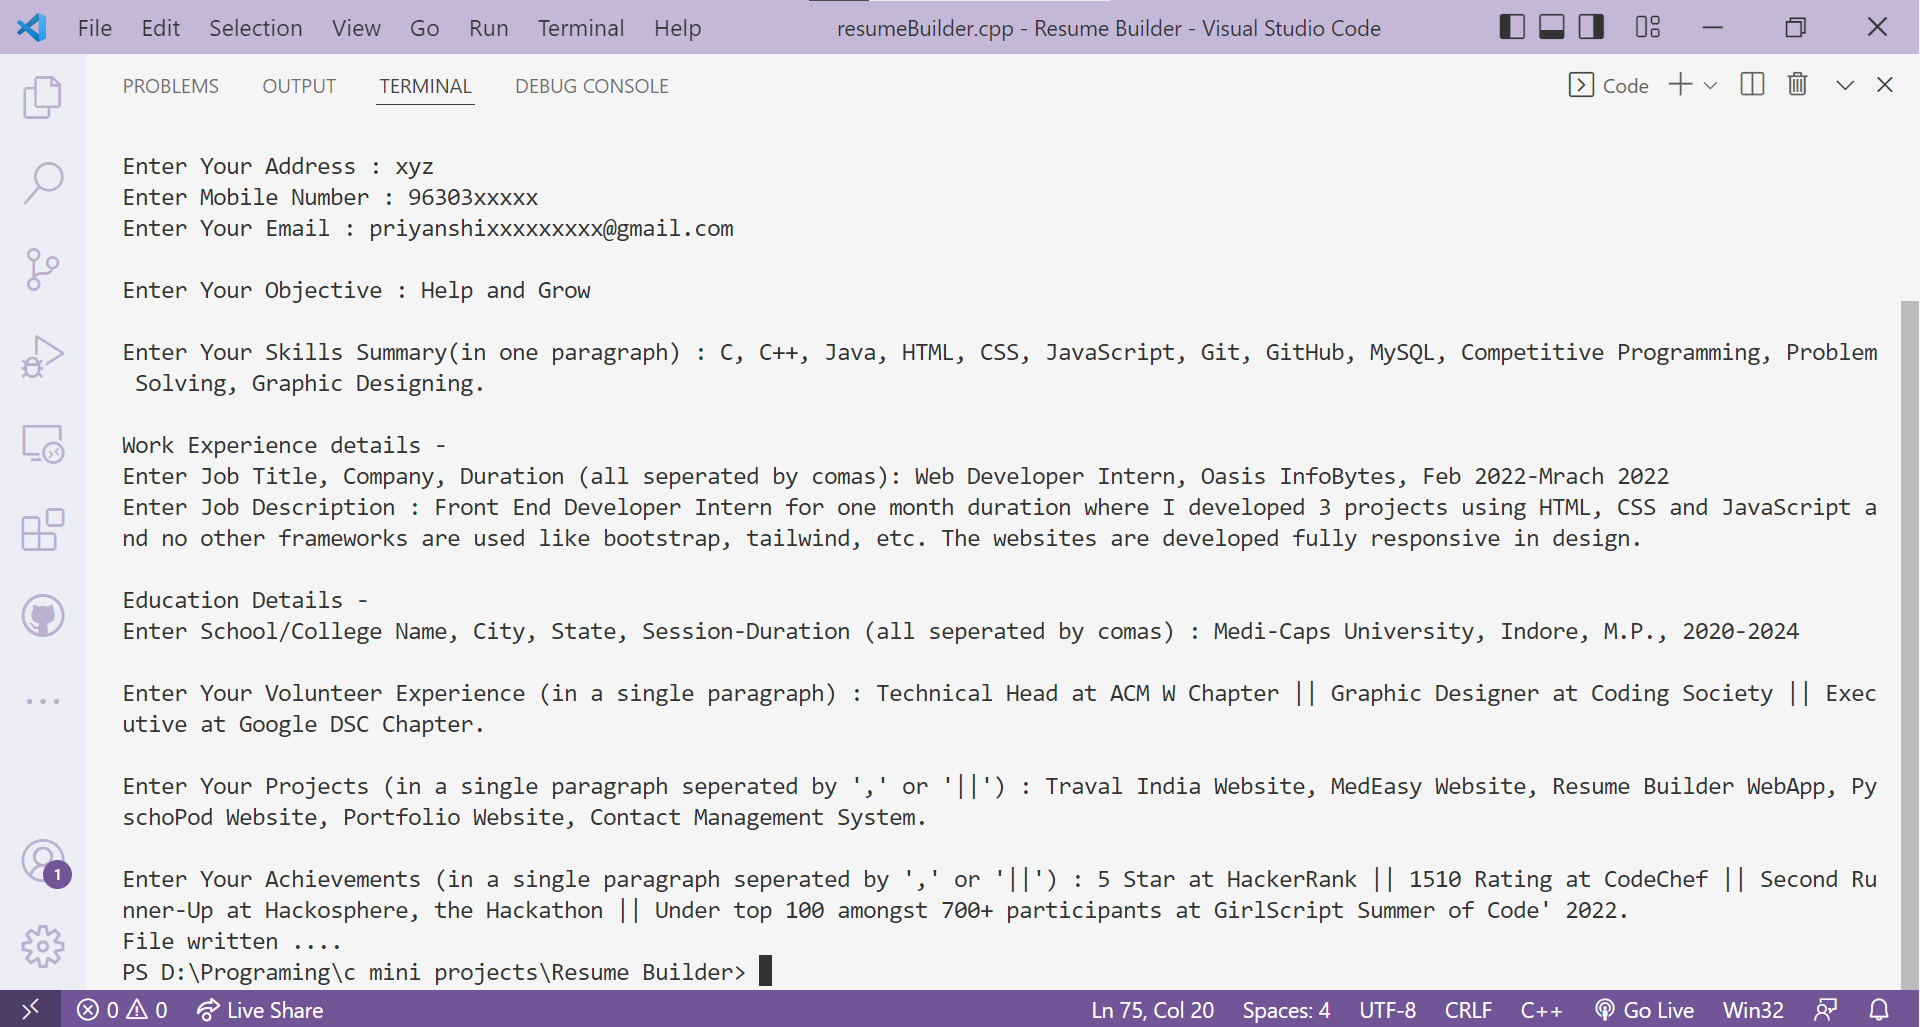 File Edit Selection View Go Run Terminal Help resumeBuilder.cpp - Resume Builder - Visual Studio Code
PROBLEMS OUTPUT TERMINAL DEBUG CONSOLE Code
Enter Your Address : xyz
Enter Mobile Number : 96303xxxxx
Enter Your Email : priyanshixxxxxxxxx@gmail.com
Enter Your Objective : Help and Grow
Enter Your Skills Summary(in one paragraph) : C, C++, Java, HTML, CSS, JavaScript, Git, GitHub, MySQL, Competitive Programming, Problem
Solving, Graphic Designing.
Work Experience details -
Enter Job Title, Company, Duration (all seperated by comas): Web Developer Intern, Oasis InfoBytes, Feb 2022-Mrach 2022
Enter Job Description : Front End Developer Intern for one month duration where I developed 3 projects using HTML, CSS and JavaScript a
nd no other frameworks are used like bootstrap, tailwind, etc. The websites are developed fully responsive in design.
Education Details -
Enter School/College Name, City, State, Session-Duration (all seperated by comas) : Medi-Caps University, Indore, M.P., 2020-2024
Enter Your Volunteer Experience (in a single paragraph) : Technical Head at ACM W Chapter || Graphic Designer at Coding Society || Exec
utive at Google DSC Chapter.
Enter Your Projects (in a single paragraph seperated by ',' or '||') : Traval India Website, MedEasy Website, Resume Builder WebApp, Py
schoPod Website, Portfolio Website, Contact Management System.
Enter Your Achievements (in a single paragraph seperated by ',' or '||') : 5 Star at HackerRank || 1510 Rating at CodeChef || Second Ru
nner-Up at Hackosphere, the Hackathon || Under top 100 amongst 700+ participants at GirlScript Summer of Code' 2022.
File written ....
PS D:\Programing\c mini projects\Resume Builder>
1
0 0 Live Share Ln 75, Col 20 Spaces: 4 UTF-8 CRLF C++ Go Live Win32